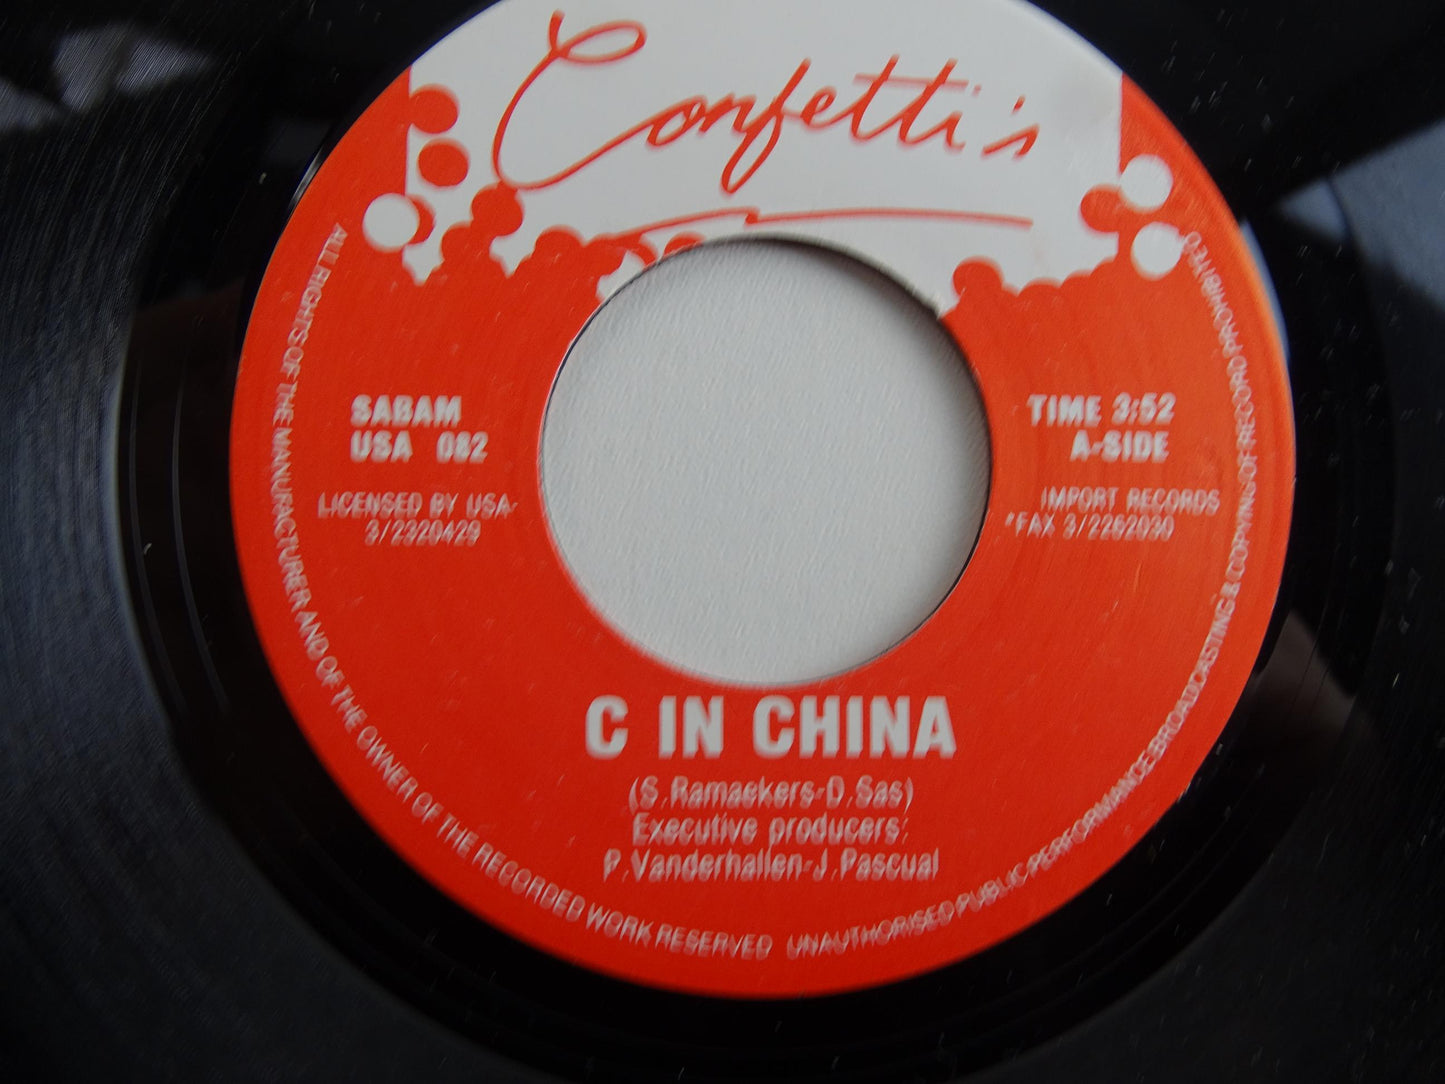 Confetti's
SABAM
USA 082
TIME 3:52
A-SIDE
LICENSED BY USA-
3/2320429
IMPORT RECORDS
*FAX 3/2262030
C IN CHINA
(S.Ramaekers-D.Sas)
Executive producers:
P.Vanderhallen-J.Pascual
ALL RIGHTS OF THE MANUFACTURER AND OF THE OWNER OF THE RECORDED WORK RESERVED UNAUTHORISED PUBLIC PERFORMANCE BROADCASTING & COPYING OF RECORD PROHIBITED